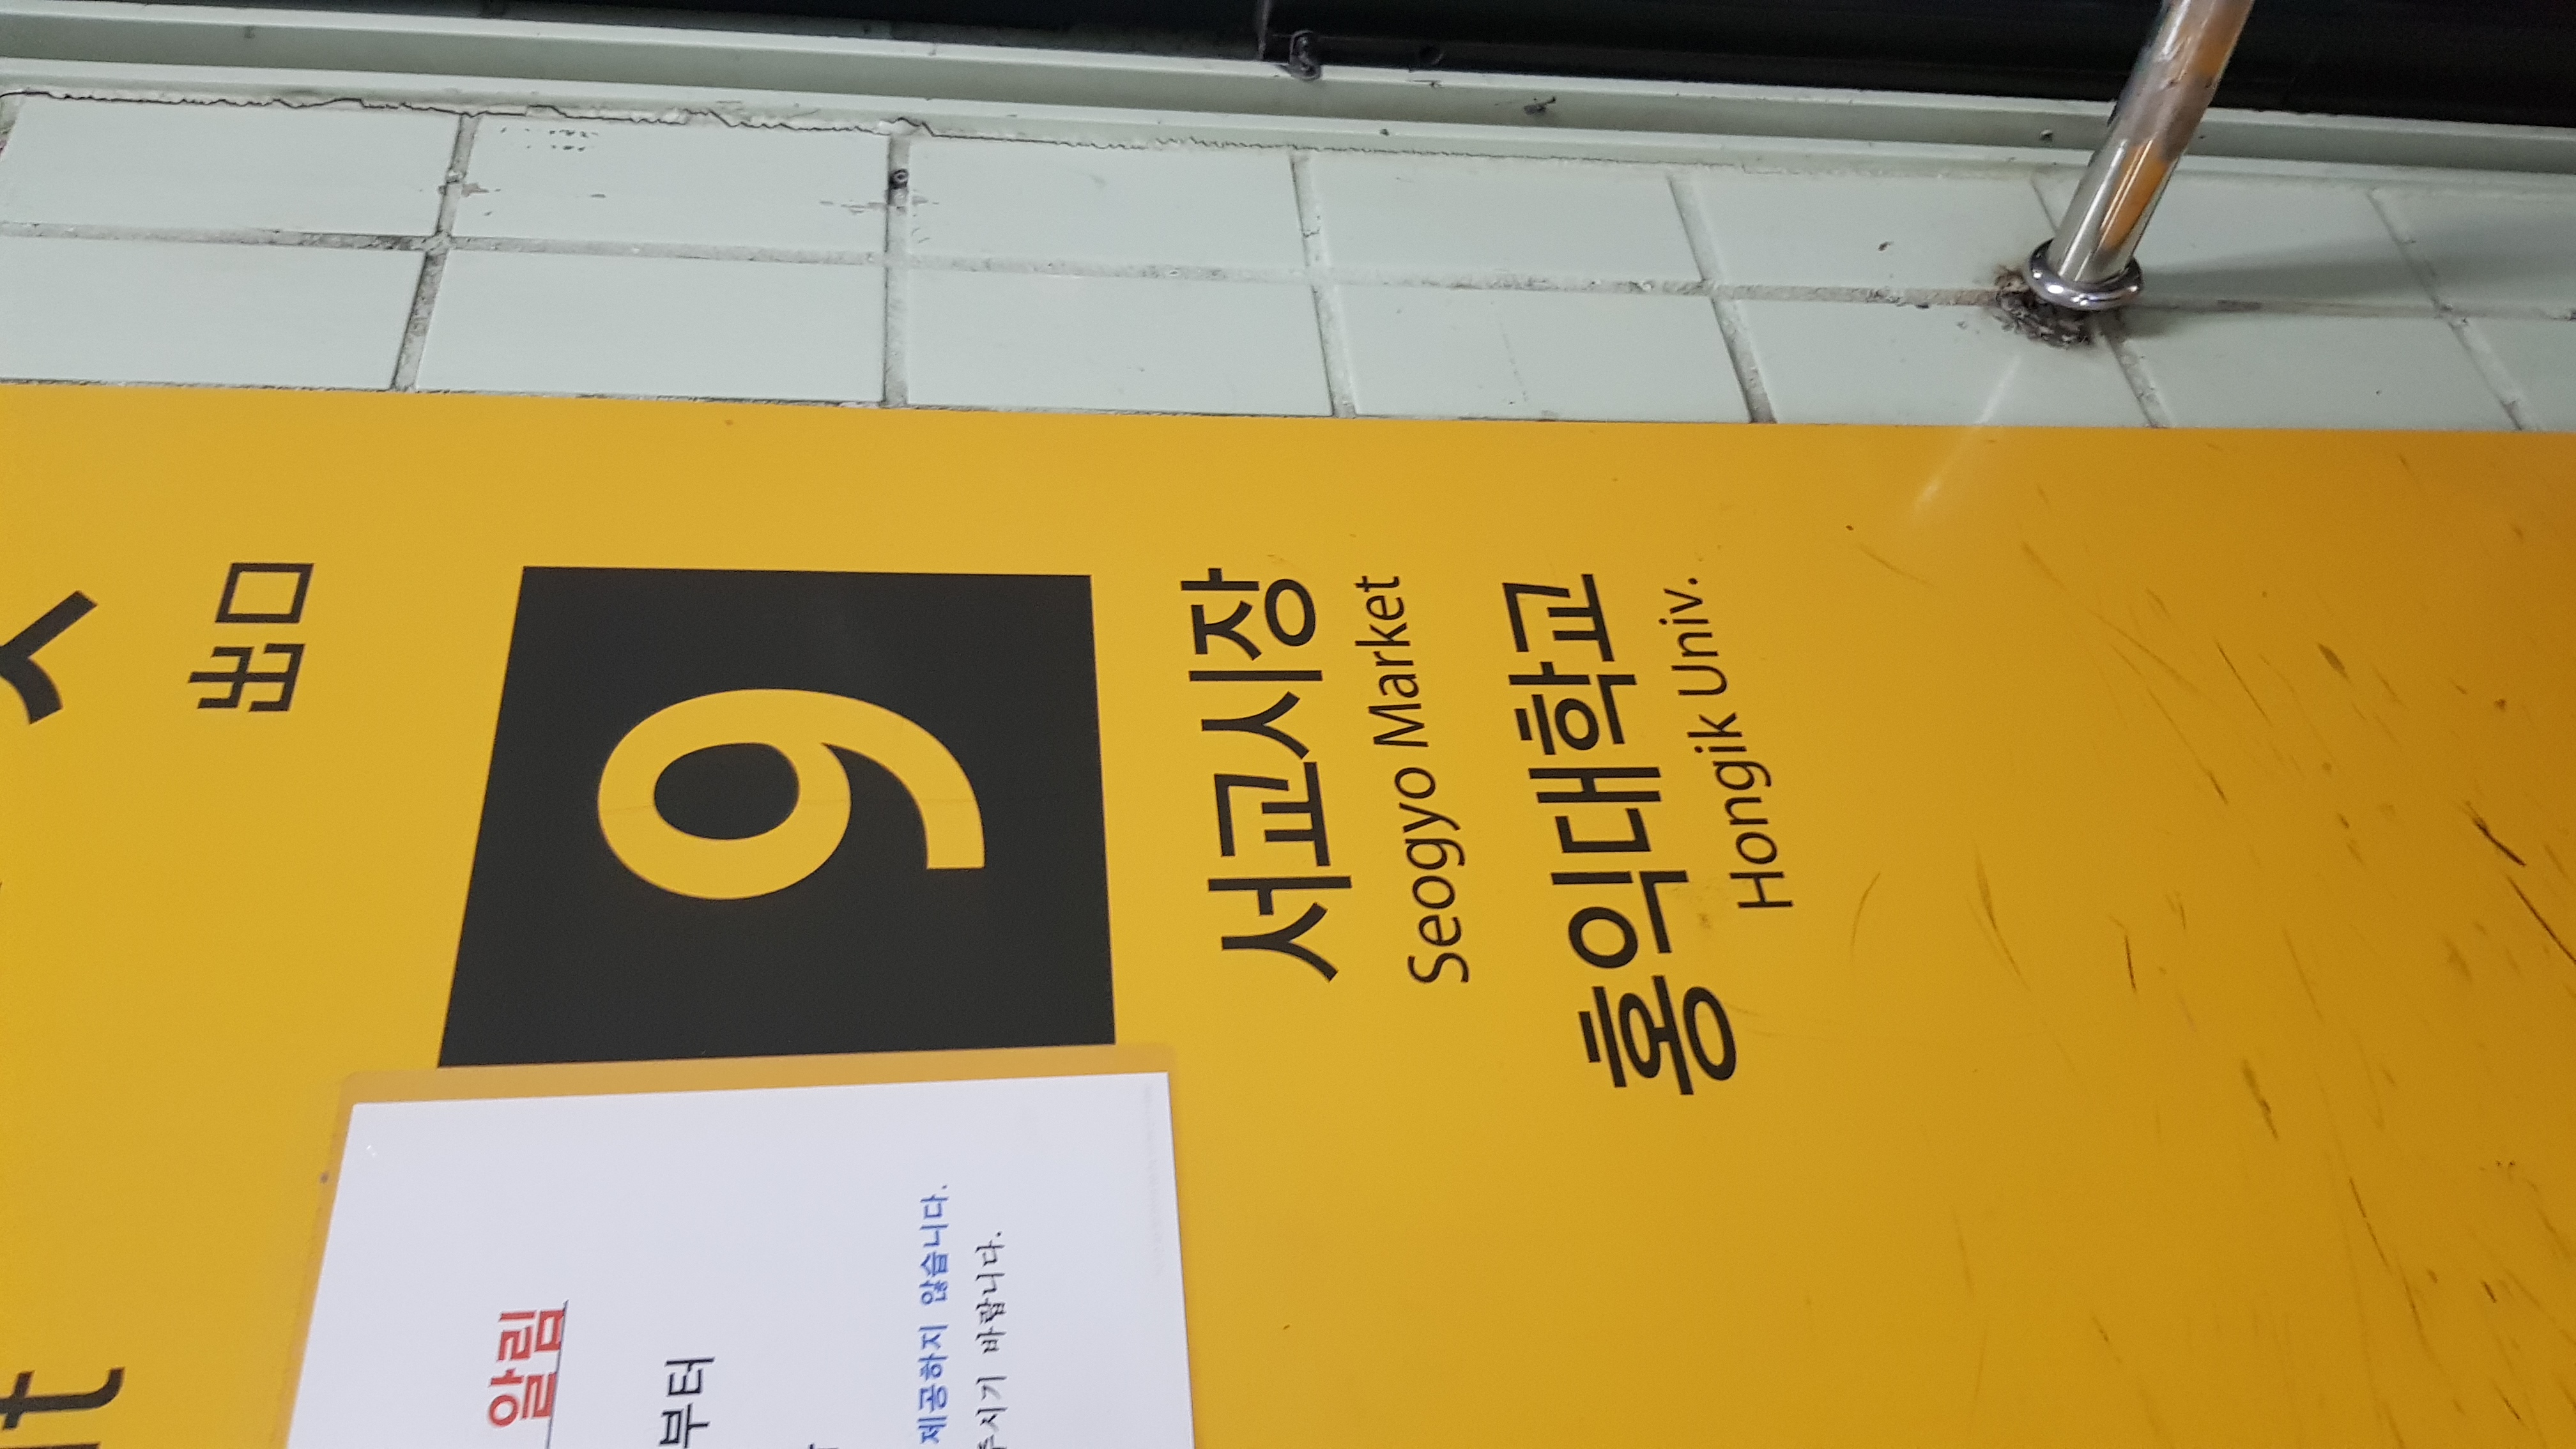 出口
9
서교시장
Seogyo Market
홍익대학교
Hongik Univ.
알림
부터
제공하지 않습니다.
주시기 바랍니다.